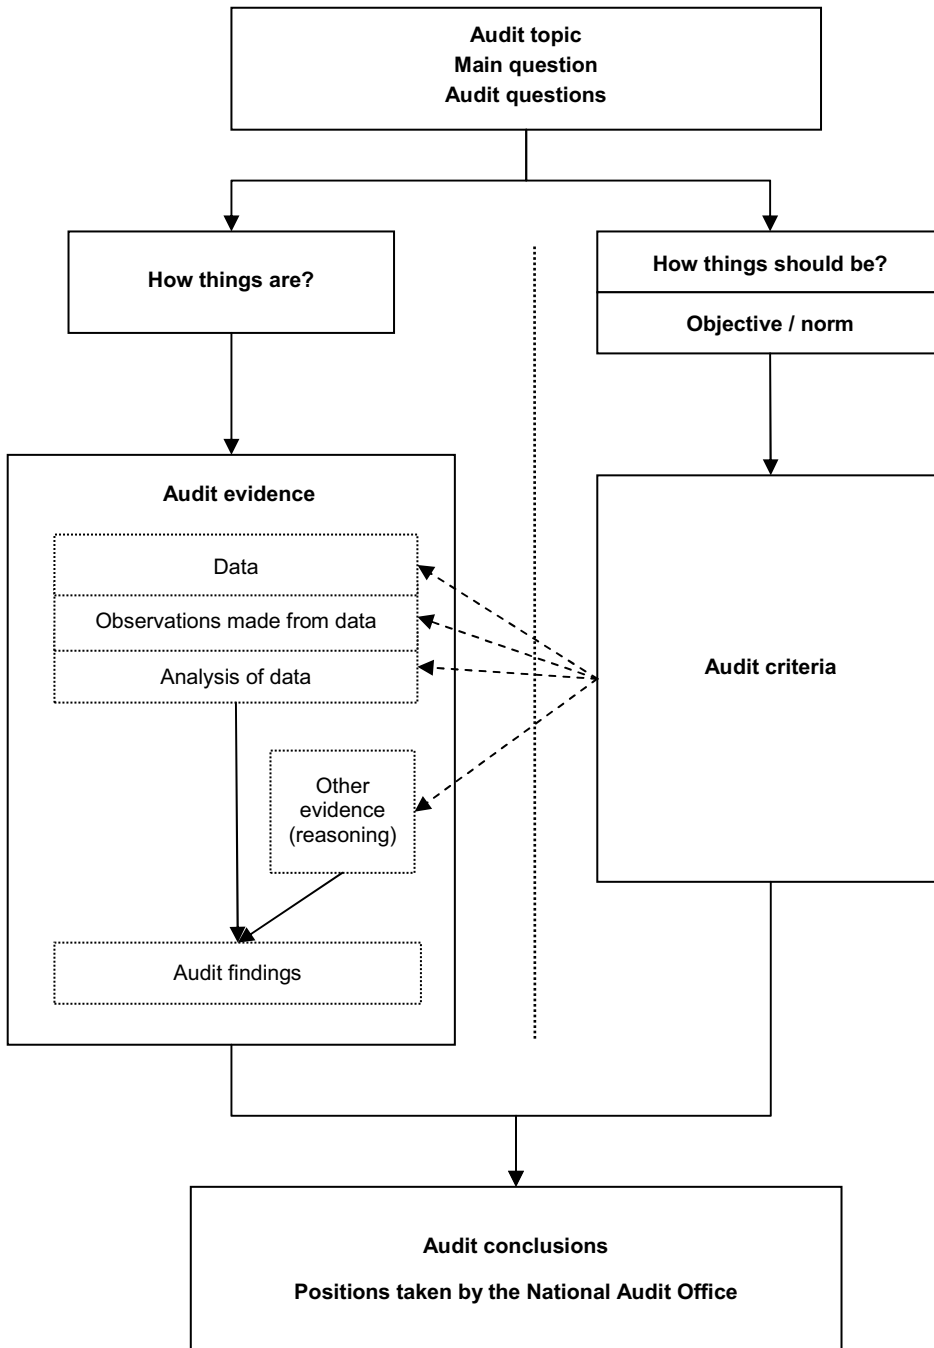 Audit topic
Main question
Audit questions
How things are?
How things should be?
Objective / norm
Audit evidence
Data
Observations made from data
Analysis of data
Other
evidence
(reasoning)
Audit findings
Audit criteria
Audit conclusions
Positions taken by the National Audit Office